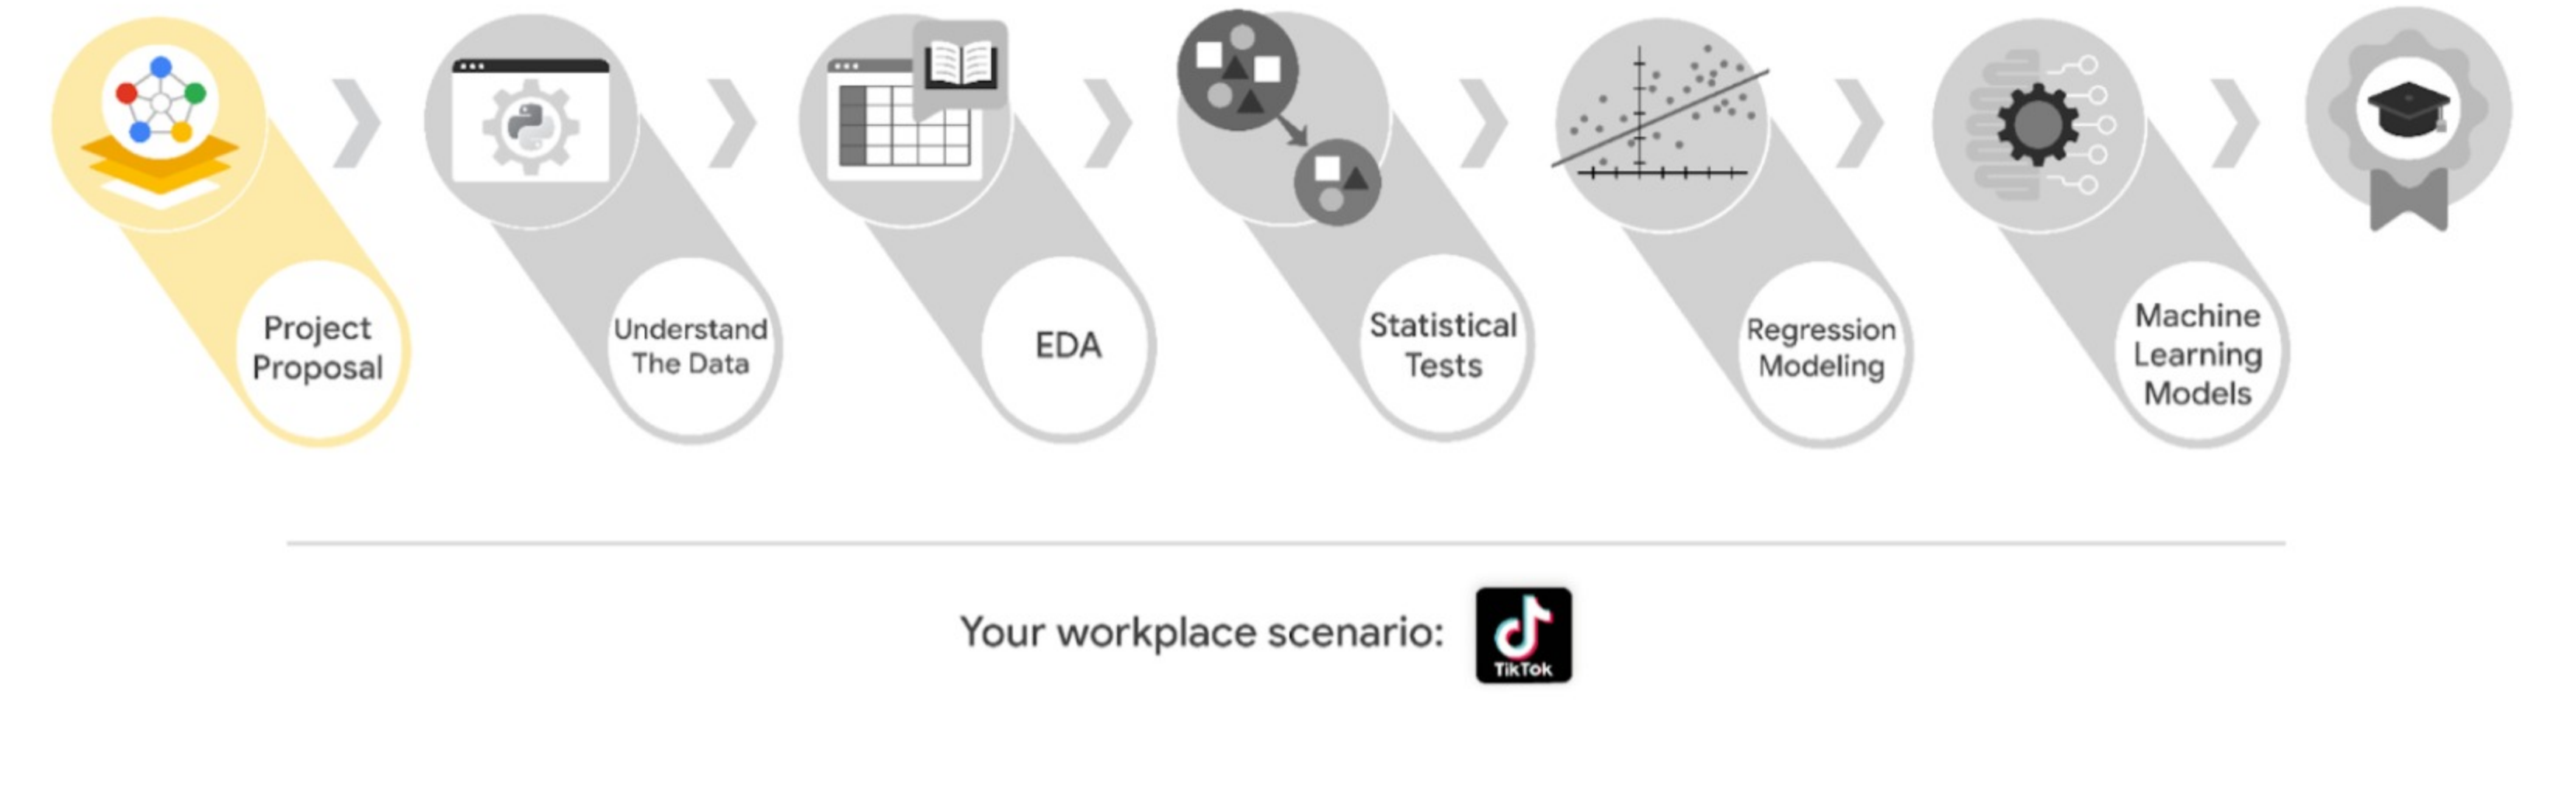 Project
Proposal
Understand
The Data
EDA
Statistical
Tests
Regression
Modeling
Machine
Learning
Models
Your workplace scenario:
TikTok